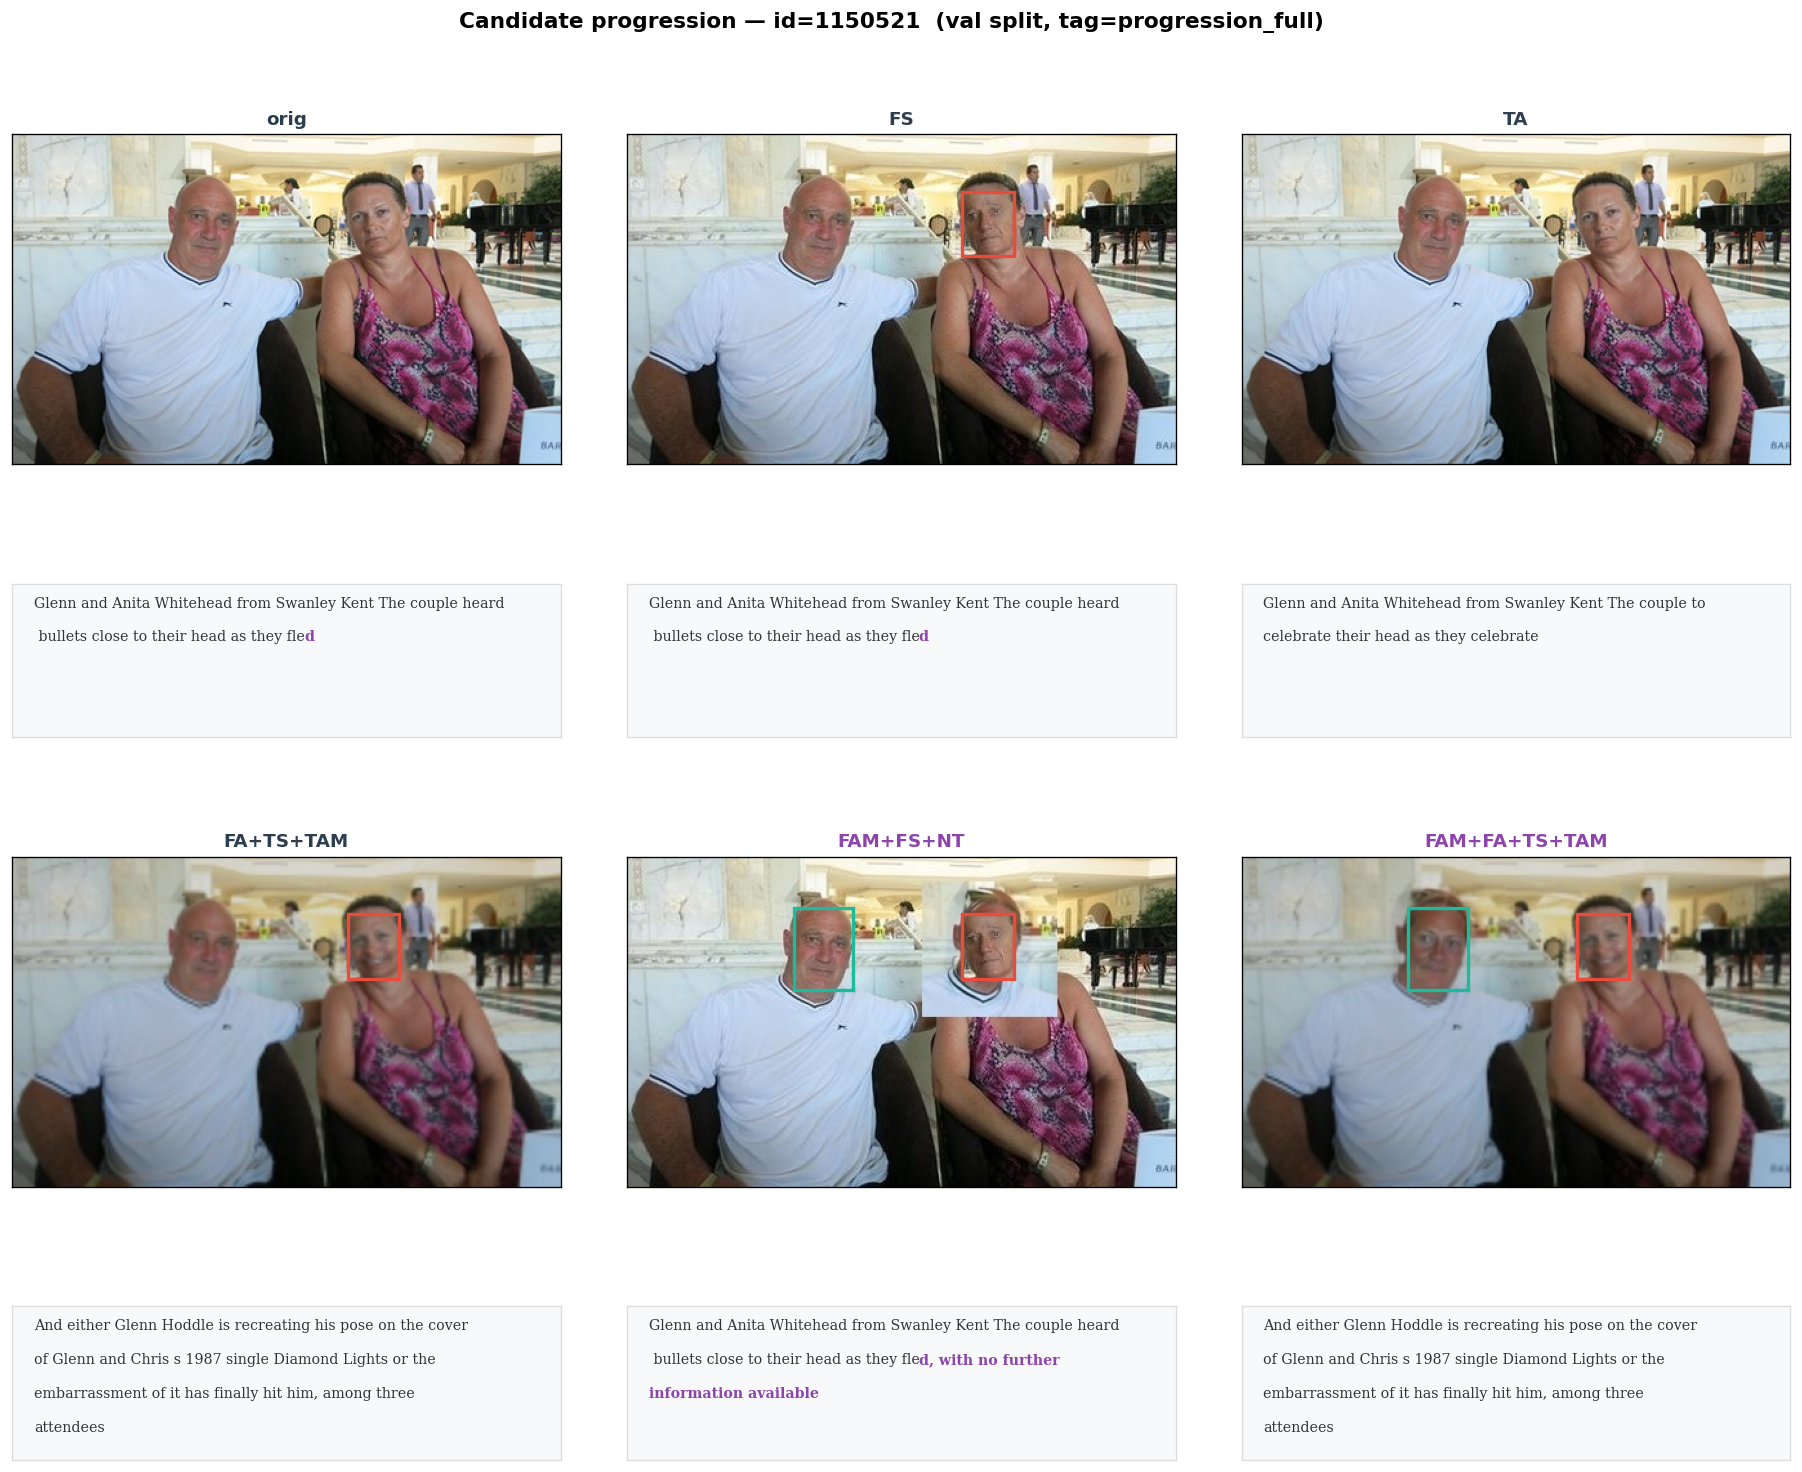 Candidate progression — id=1150521  (val split, tag=progression_full)
orig
FS
TA
BAR
BAR
BAR
Glenn and Anita Whitehead from Swanley Kent The couple heard
bullets close to their head as they fled
Glenn and Anita Whitehead from Swanley Kent The couple heard
bullets close to their head as they fled
Glenn and Anita Whitehead from Swanley Kent The couple to
celebrate their head as they celebrate
FA+TS+TAM
FAM+FS+NT
FAM+FA+TS+TAM
BAR
And either Glenn Hoddle is recreating his pose on the cover
of Glenn and Chris s 1987 single Diamond Lights or the
embarrassment of it has finally hit him, among three
attendees
Glenn and Anita Whitehead from Swanley Kent The couple heard
bullets close to their head as they fled, with no further
information available
And either Glenn Hoddle is recreating his pose on the cover
of Glenn and Chris s 1987 single Diamond Lights or the
embarrassment of it has finally hit him, among three
attendees